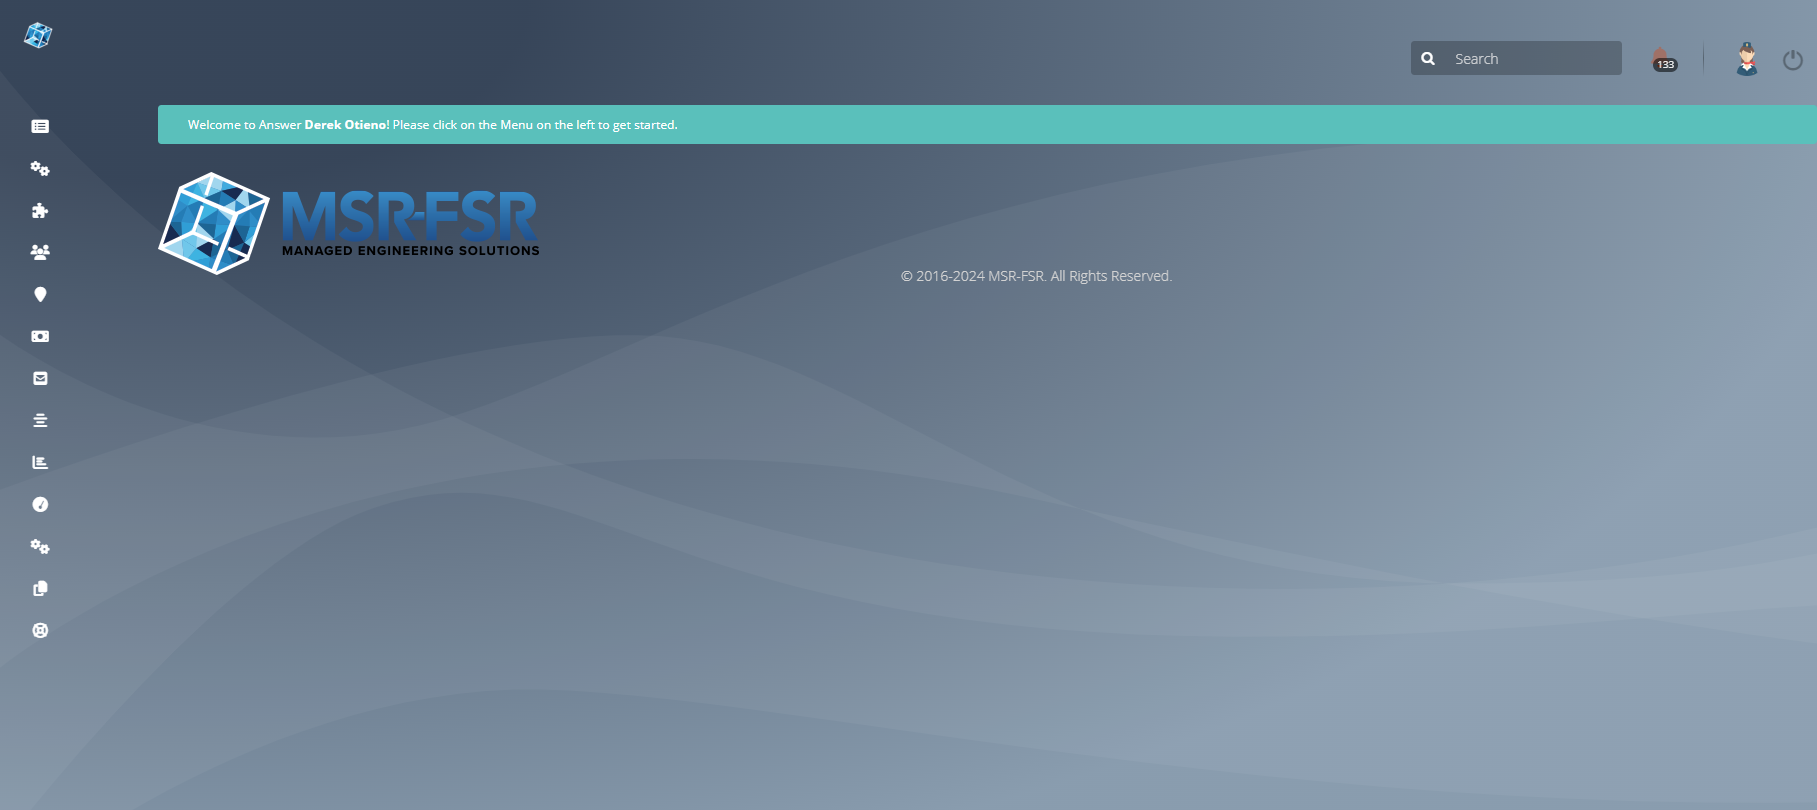 Search
133
Welcome to Answer Derek Otieno! Please click on the Menu on the left to get started.
MSR-FSR
MANAGED ENGINEERING SOLUTIONS
© 2016-2024 MSR-FSR. All Rights Reserved.